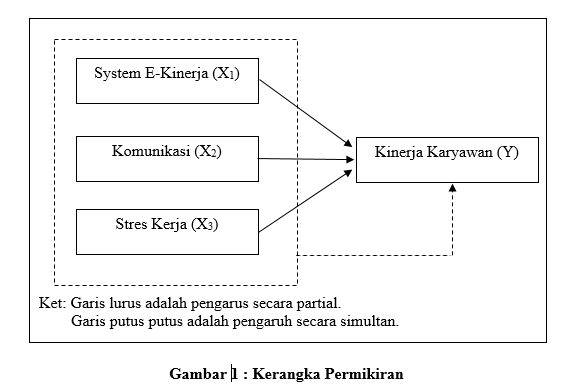 System E-Kinerja (X1)
Komunikasi (X2)
Kinerja Karyawan (Y)
Stres Kerja (X3)
Ket: Garis lurus adalah pengarus secara partial.
Garis putus putus adalah pengaruh secara simultan.
Gambar 1 : Kerangka Permikiran